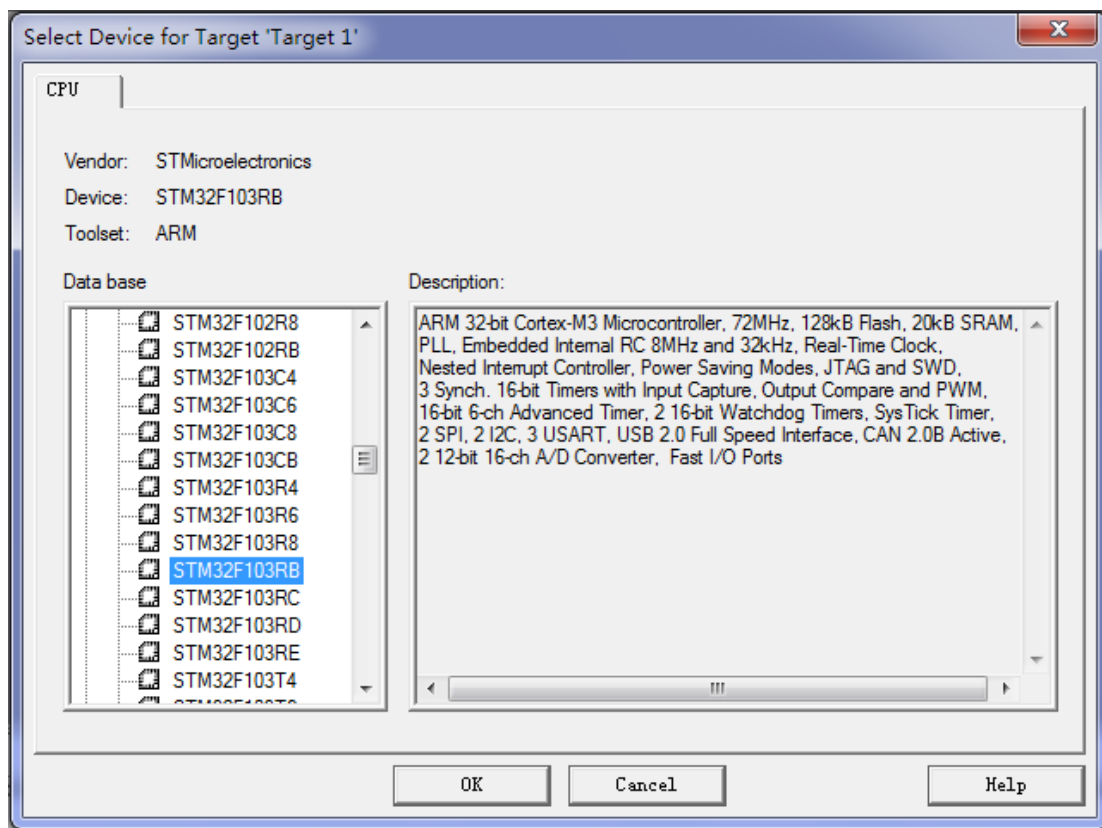 Select Device for Target 'Target 1'
CPU
Vendor: STMicroelectronics
Device: STM32F103RB
Toolset: ARM
Data base
Description:
STM32F102R8
STM32F102RB
STM32F103C4
STM32F103C6
STM32F103C8
STM32F103CB
STM32F103R4
STM32F103R6
STM32F103R8
STM32F103RB
STM32F103RC
STM32F103RD
STM32F103RE
STM32F103T4
ARM 32-bit Cortex-M3 Microcontroller, 72MHz, 128kB Flash, 20kB SRAM,
PLL, Embedded Internal RC 8MHz and 32kHz, Real-Time Clock,
Nested Interrupt Controller, Power Saving Modes, JTAG and SWD,
3 Synch. 16-bit Timers with Input Capture, Output Compare and PWM,
16-bit 6-ch Advanced Timer, 2 16-bit Watchdog Timers, SysTick Timer,
2 SPI, 2 I2C, 3 USART, USB 2.0 Full Speed Interface, CAN 2.0B Active,
2 12-bit 16-ch A/D Converter, Fast I/O Ports
OK
Cancel
Help